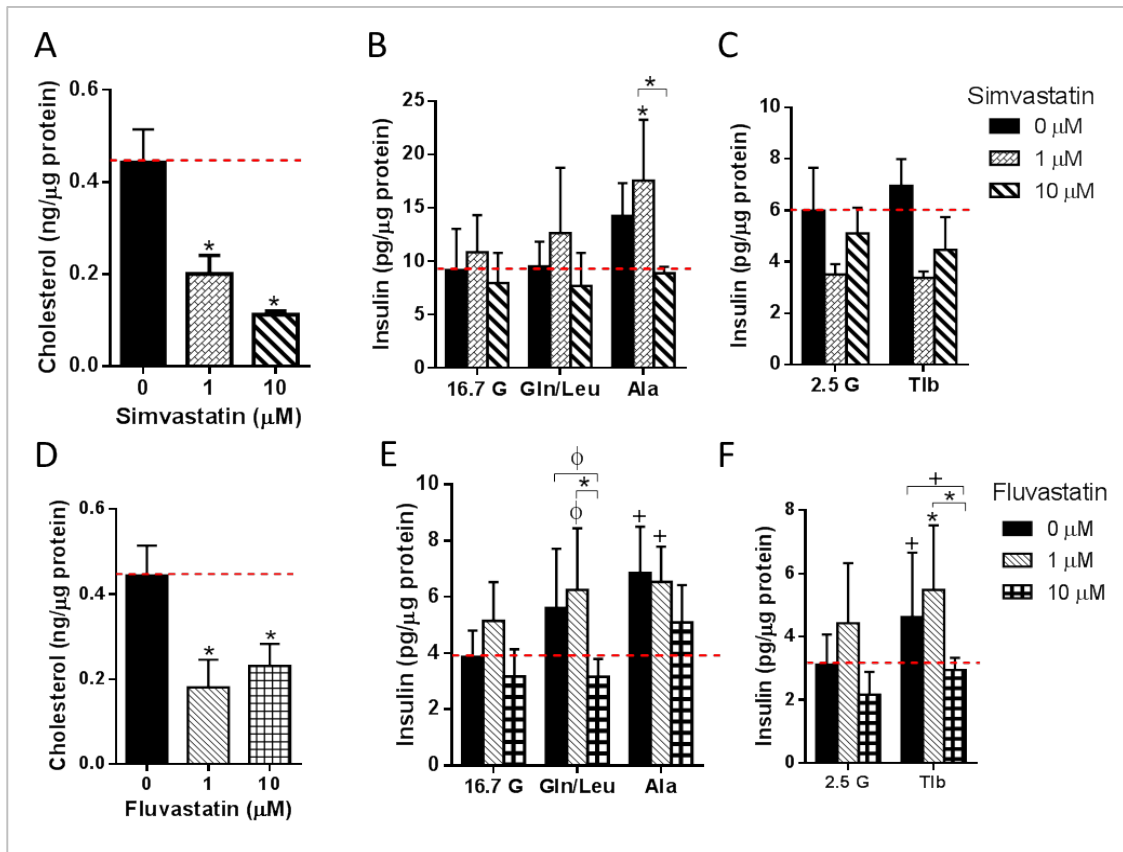 A
Cholesterol (ng/μg protein)
0.6
0.4
0.2
0.0
*
*
0 1 10
Simvastatin (μM)
B
Insulin (pg/μg protein)
25
20
15
10
5
0
*
*
16.7 G Gln/Leu Ala
C
Insulin (pg/μg protein)
8
6
4
2
0
2.5 G Tlb
Simvastatin
0 μM
1 μM
10 μM
D
Cholesterol (ng/μg protein)
0.6
0.4
0.2
0.0
*
*
0 1 10
Fluvastatin (μM)
E
Insulin (pg/μg protein)
10
8
6
4
2
0
ϕ
*
ϕ
+
+
16.7 G Gln/Leu Ala
F
Insulin (pg/μg protein)
8
6
4
2
0
+
*
*
+
2.5 G Tlb
Fluvastatin
0 μM
1 μM
10 μM